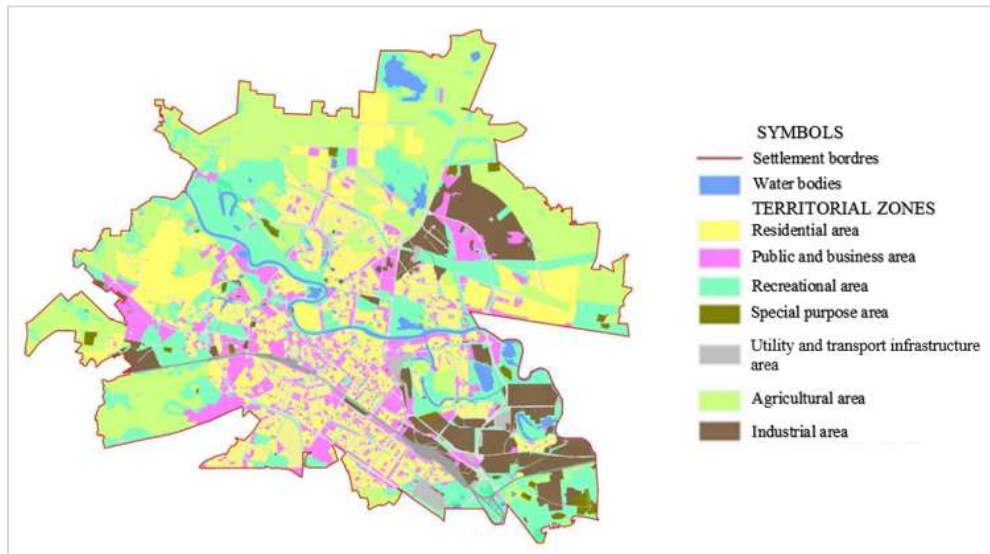 SYMBOLS
Settlement bordres
Water bodies
TERRITORIAL ZONES
Residential area
Public and business area
Recreational area
Special purpose area
Utility and transport infrastructure
area
Agricultural area
Industrial area